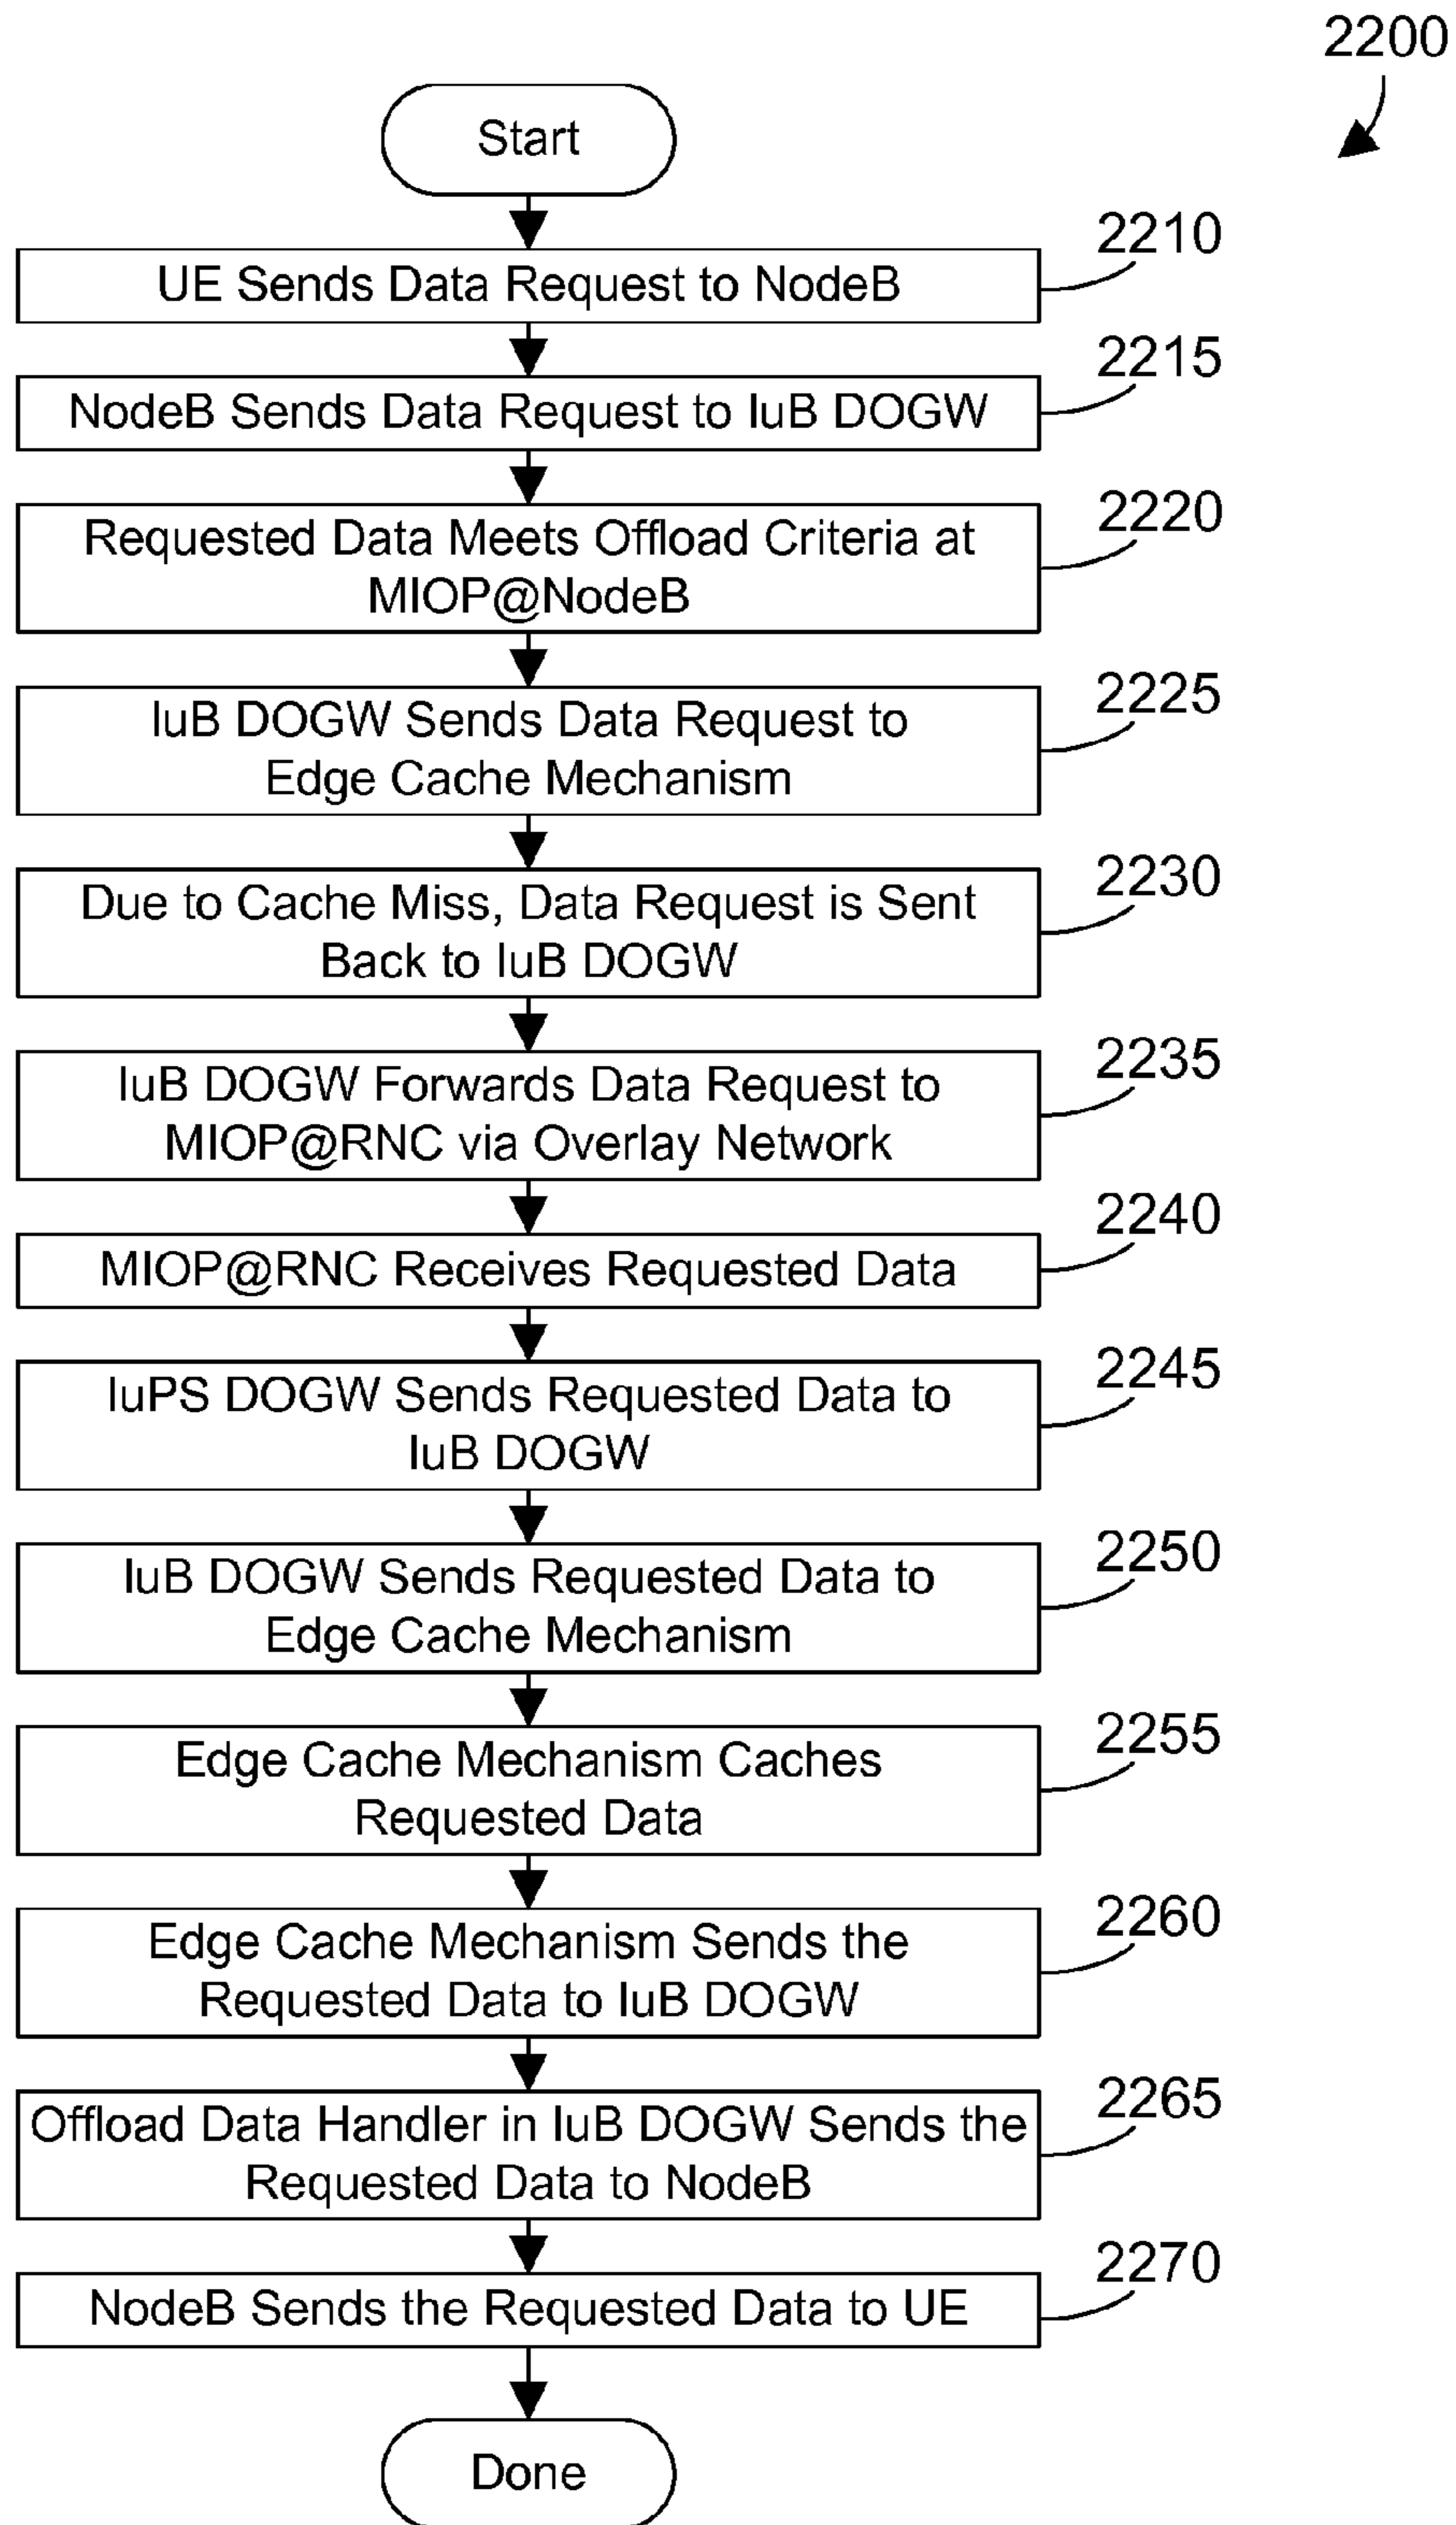 2200
Start
2210
UE Sends Data Request to NodeB
2215
NodeB Sends Data Request to IuB DOGW
2220
Requested Data Meets Offload Criteria at
MIOP@NodeB
2225
IuB DOGW Sends Data Request to
Edge Cache Mechanism
2230
Due to Cache Miss, Data Request is Sent
Back to IuB DOGW
2235
IuB DOGW Forwards Data Request to
MIOP@RNC via Overlay Network
2240
MIOP@RNC Receives Requested Data
2245
IuPS DOGW Sends Requested Data to
IuB DOGW
2250
IuB DOGW Sends Requested Data to
Edge Cache Mechanism
2255
Edge Cache Mechanism Caches
Requested Data
2260
Edge Cache Mechanism Sends the
Requested Data to IuB DOGW
2265
Offload Data Handler in IuB DOGW Sends the
Requested Data to NodeB
2270
NodeB Sends the Requested Data to UE
Done